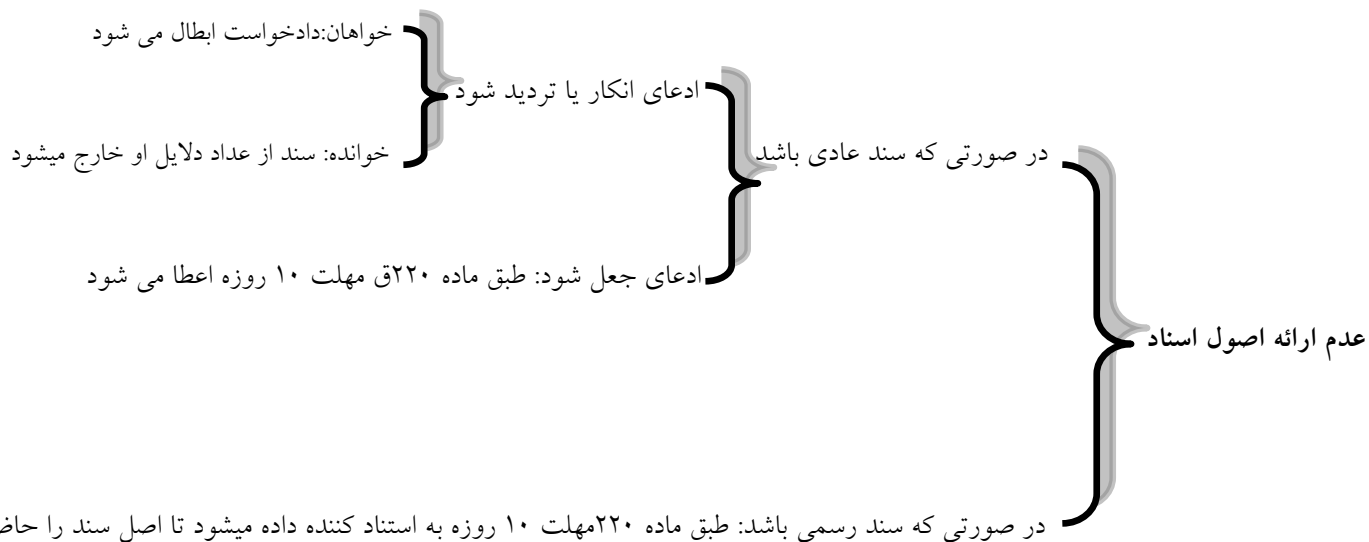 عدم ارائه اصول اسناد
در صورتی که سند عادی باشد
ادعای انکار یا تردید شود
خواهان:دادخواست ابطال می شود
خوانده: سند از عداد دلایل او خارج میشود
ادعای جعل شود: طبق ماده ۲۲۰ق مهلت ۱۰ روزه اعطا می شود
در صورتی که سند رسمی باشد: طبق ماده ۲۲۰مهلت ۱۰ روزه به استناد کننده داده میشود تا اصل سند را